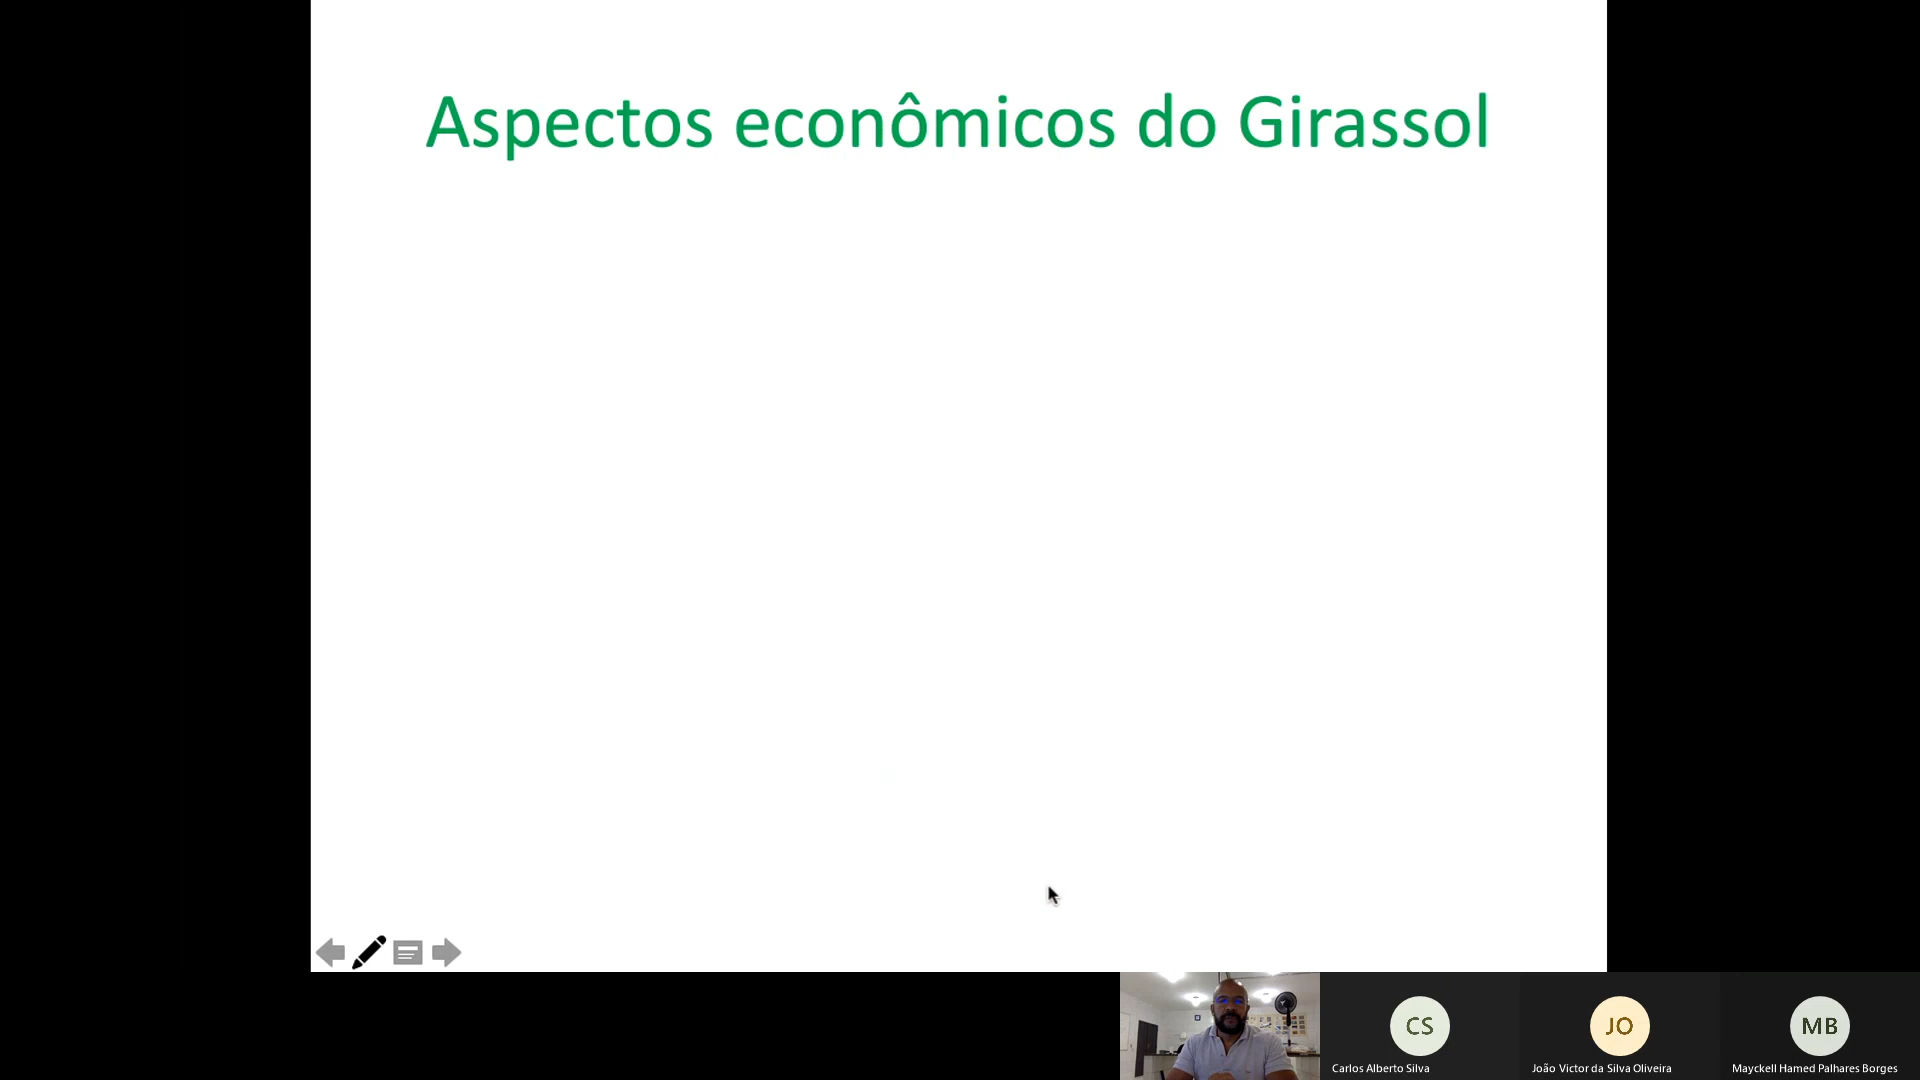 Aspectos econômicos do Girassol
CS
JO
MB
Carlos Alberto Silva
João Victor da Silva Oliveira
Mayckell Hamed Palhares Borges